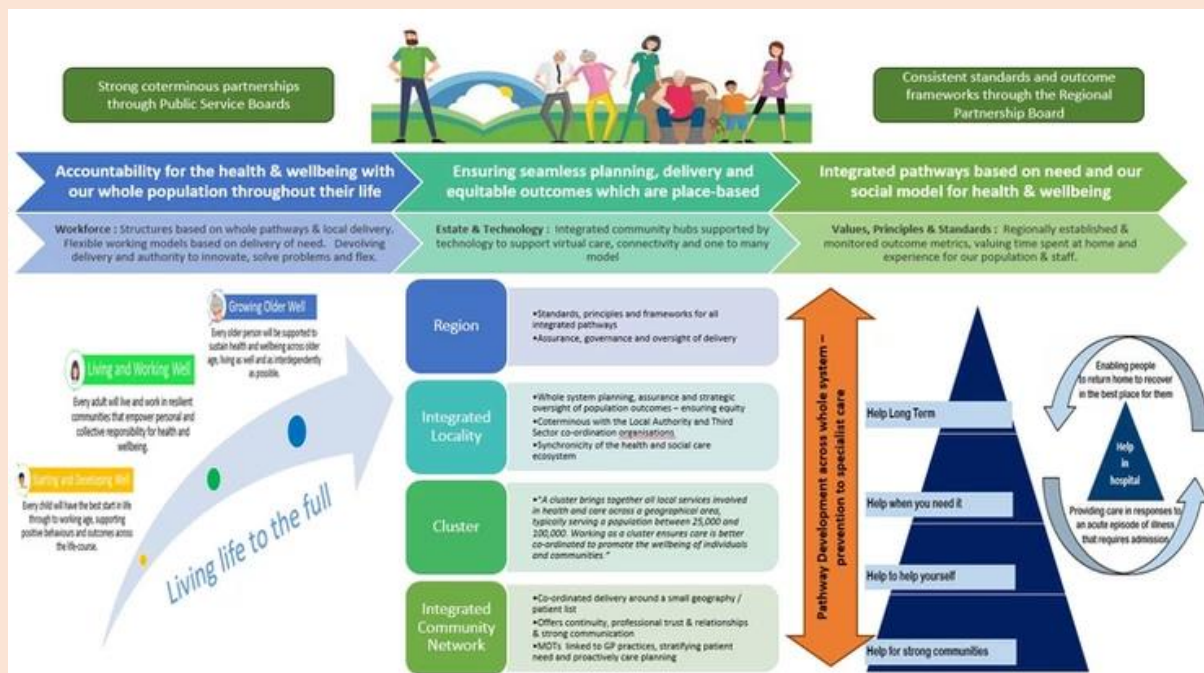 Strong coterminous partnerships
through Public Service Boards
Consistent standards and outcome
frameworks through the Regional
Partnership Board
Accountability for the health & wellbeing with
our whole population throughout their life
Ensuring seamless planning, delivery and
equitable outcomes which are place-based
Integrated pathways based on need and our
social model for health & wellbeing
Workforce : Structures based on whole pathways & local delivery.
Flexible working models based on delivery of need. Devolving
delivery and authority to innovate, solve problems and flex.
Estate & Technology : Integrated community hubs supported by
technology to support virtual care, connectivity and one to many
model
Values, Principles & Standards : Regionally established &
monitored outcome metrics, valuing time spent at home and
experience for our population & staff.
Growing Older Well
Every older person will be supported to
sustain health and wellbeing across older
age, living as well and as interdependently
as possible.
Living and Working Well
Every adult will live and work in resilient
communities that empower personal and
collective responsibility for health and
wellbeing.
Starting and Developing Well
Every child will have the best start in life
through to working age, supporting
positive behaviours and outcomes across
the life-course.
Living life to the full
Region
•Standards, principles and frameworks for all
integrated pathways
•Assurance, governance and oversight of delivery
Integrated
Locality
•Whole system planning, assurance and strategic
oversight of population outcomes – ensuring equity
•Coterminous with the Local Authority and Third
Sector co-ordination organisations
•Synchronicity of the health and social care
ecosystem
Cluster
•"A cluster brings together all local services involved
in health and care across a geographical area,
typically serving a population between 25,000 and
100,000. Working as a cluster ensures care is better
co-ordinated to promote the wellbeing of individuals
and communities."
Integrated
Community
Network
•Co-ordinated delivery around a small geography /
patient list
•Offers continuity, professional trust & relationships
& strong communication
•MDTs linked to GP practices, stratifying patient
need and proactively care planning
Pathway Development across whole system –
prevention to specialist care
Help Long Term
Help when you need it
Help to help yourself
Help for strong communities
Enabling people
to return home to recover
in the best place for them
Help
in
hospital
Providing care in responses to
an acute episode of illness
that requires admission